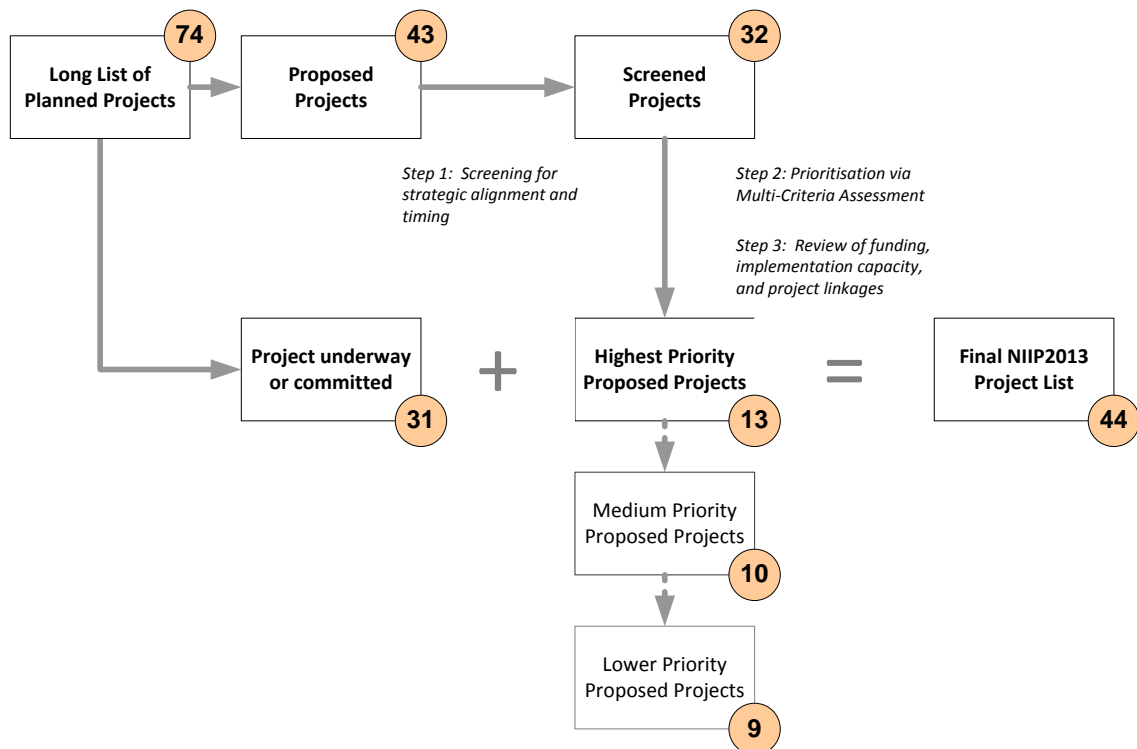 74
Long List of
Planned Projects
43
Proposed
Projects
32
Screened
Projects
Step 1:  Screening for
strategic alignment and
timing
Step 2: Prioritisation via
Multi-Criteria Assessment
Step 3:  Review of funding,
implementation capacity,
and project linkages
Project underway
or committed
31
+
Highest Priority
Proposed Projects
13
=
Final NIIP2013
Project List
44
Medium Priority
Proposed Projects
10
Lower Priority
Proposed Projects
9